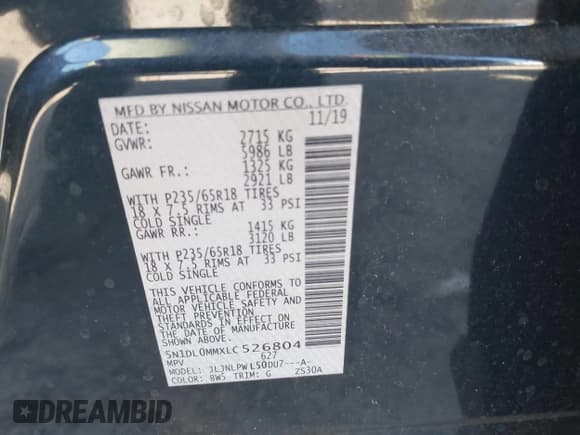 MFD BY NISSAN MOTOR CO., LTD.
DATE: 11/19
GVWR: 2715 KG
5986 LB
GAWR FR.: 1325 KG
2921 LB
WITH P235/65R18 TIRES
18 X 7.5 RIMS AT 33 PSI
COLD SINGLE
GAWR RR.: 1415 KG
3120 LB
WITH P235/65R18 TIRES
18 X 7.5 RIMS AT 33 PSI
COLD SINGLE
THIS VEHICLE CONFORMS TO
ALL APPLICABLE FEDERAL
MOTOR VEHICLE SAFETY AND
THEFT PREVENTION
STANDARDS IN EFFECT ON
THE DATE OF MANUFACTURE
SHOWN ABOVE.
5N1DL0MMXLC526804
MPV 627
MODEL: JLJNLPWL50DU7---A-
COLOR: BW5 TRIM: G ZS30A
DREAMBID